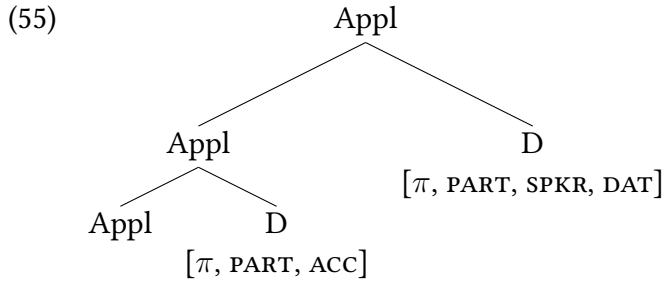 (55)
Appl
Appl
D
[π, PART, SPKR, DAT]
Appl
D
[π, PART, ACC]